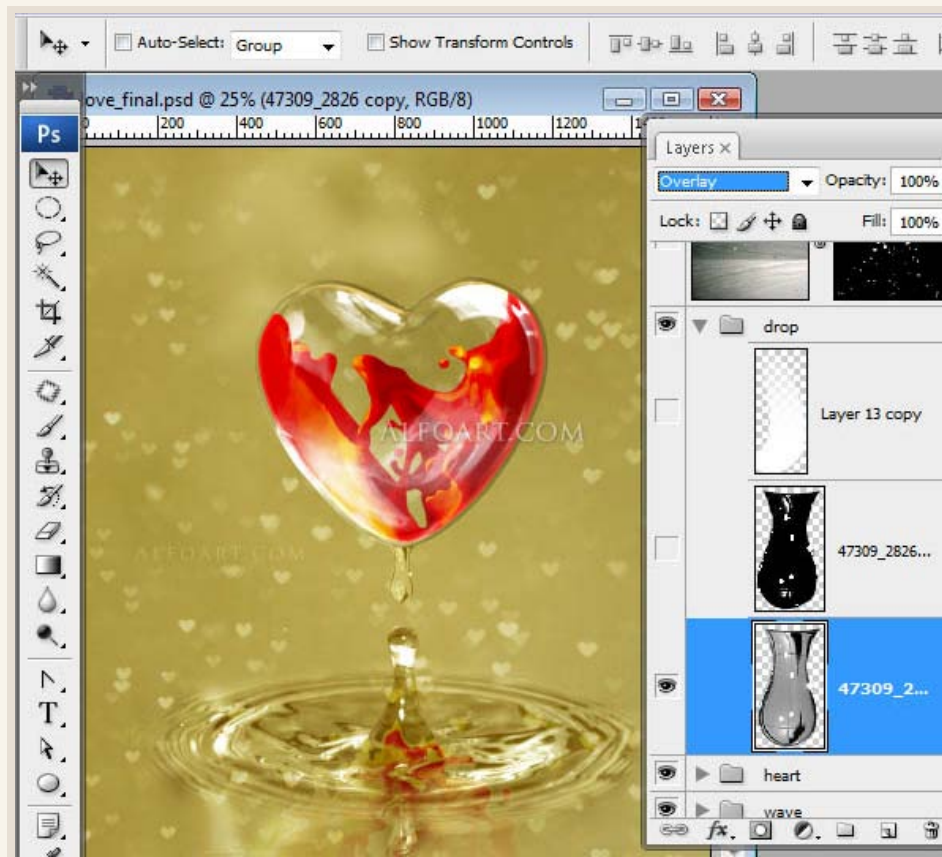 Auto-Select: Group Show Transform Controls
ove_final.psd @ 25% (47309_2826 copy, RGB/8)
Ps
200 400 600 800 1000 1200
Layers ×
Overlay Opacity: 100%
Lock: Fill: 100%
drop
Layer 13 copy
ALFOART.COM
47309_2826...
ALFOART.COM
47309_2...
heart
wave